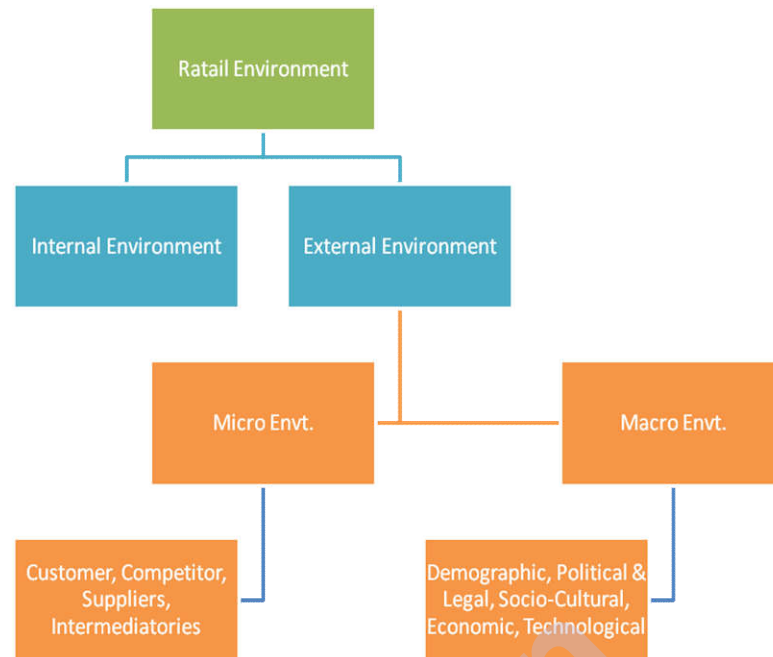 Ratail Environment
Internal Environment
External Environment
Micro Envt.
Macro Envt.
Customer, Competitor,
Suppliers,
Intermediatories
Demographic, Political &
Legal, Socio-Cultural,
Economic, Technological